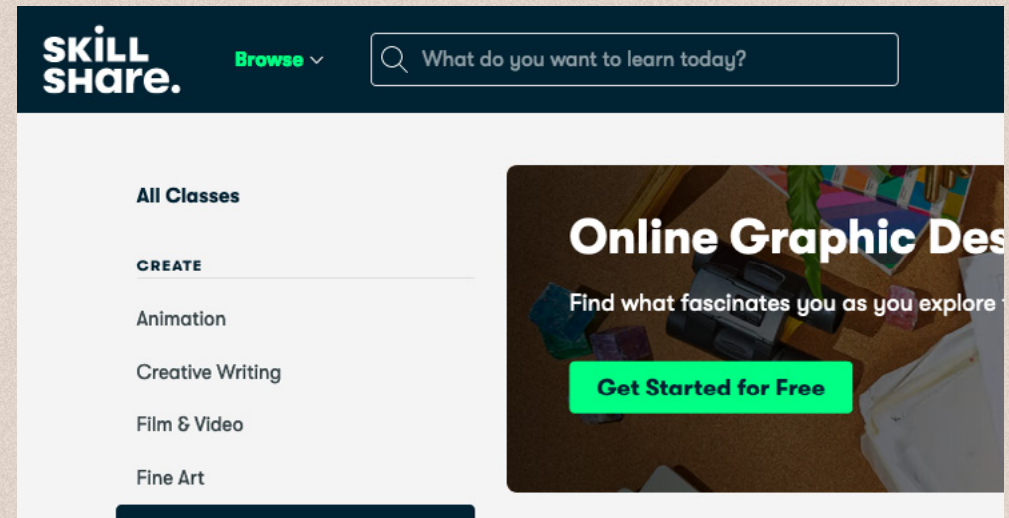 SKiLL
SHare.
Browse
What do you want to learn today?
All Classes
CREATE
Animation
Creative Writing
Film & Video
Fine Art
Online Graphic Des
Find what fascinates you as you explore
Get Started for Free